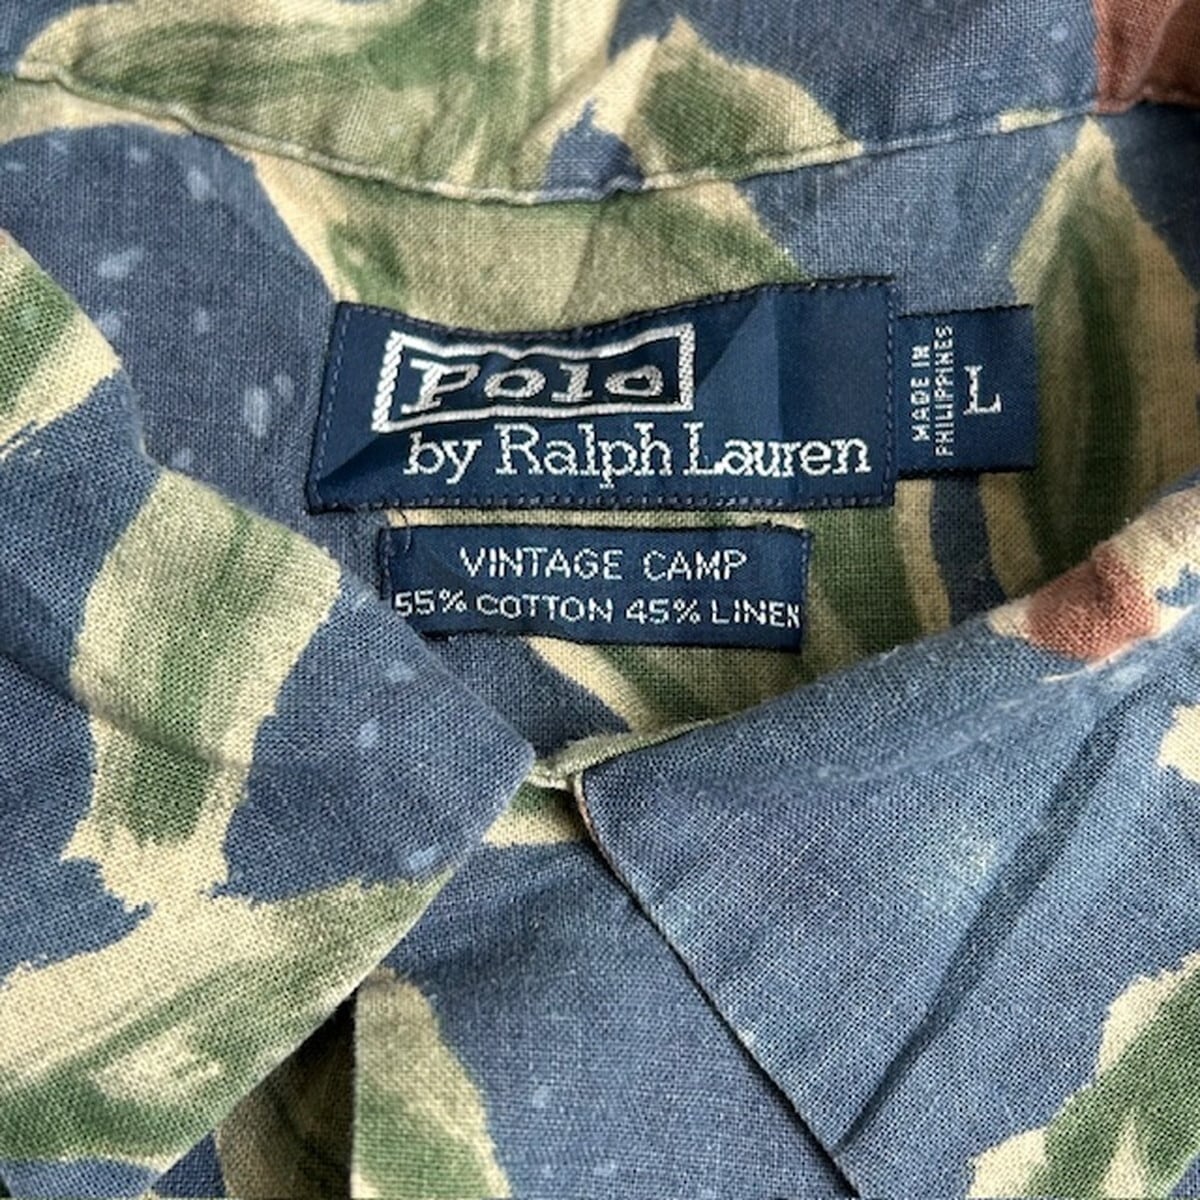 Polo
by Ralph Lauren
MADE IN
PHILIPPINES
L
VINTAGE CAMP
55% COTTON 45% LINEN